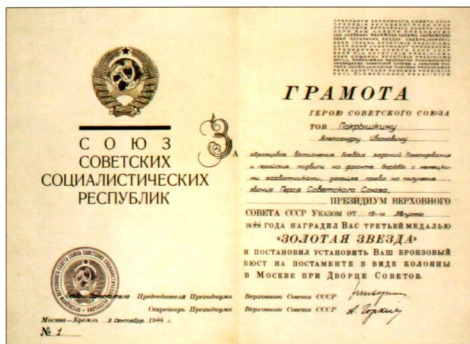 СОЮЗ
СОВЕТСКИХ
СОЦИАЛИСТИЧЕСКИХ
РЕСПУБЛИК
Председателя Президиума
Секретарь Президиума
Москва—Кремль 2 сентября 1944 г.
№ 1
ГРАМОТА
ГЕРОЮ СОВЕТСКОГО СОЮЗА
ТОВ. Покрышкину
Александру Ивановичу
ЗА образцовое выполнение боевых заданий Командования
и геройские подвиги на фронте борьбы с немецкими
захватчиками, дающие право на получение
звания Героя Советского Союза,
ПРЕЗИДИУМ ВЕРХОВНОГО
СОВЕТА СССР УКАЗОМ ОТ 19-го Августа
1944 ГОДА НАГРАДИЛ ВАС ТРЕТЬЕЙ МЕДАЛЬЮ
«ЗОЛОТАЯ ЗВЕЗДА»
И ПОСТАНОВИЛ УСТАНОВИТЬ ВАШ БРОНЗОВЫЙ
БЮСТ НА ПОСТАМЕНТЕ В ВИДЕ КОЛОННЫ
В МОСКВЕ ПРИ ДВОРЦЕ СОВЕТОВ.
Верховного Совета СССР
Верховного Совета СССР А. Горкин